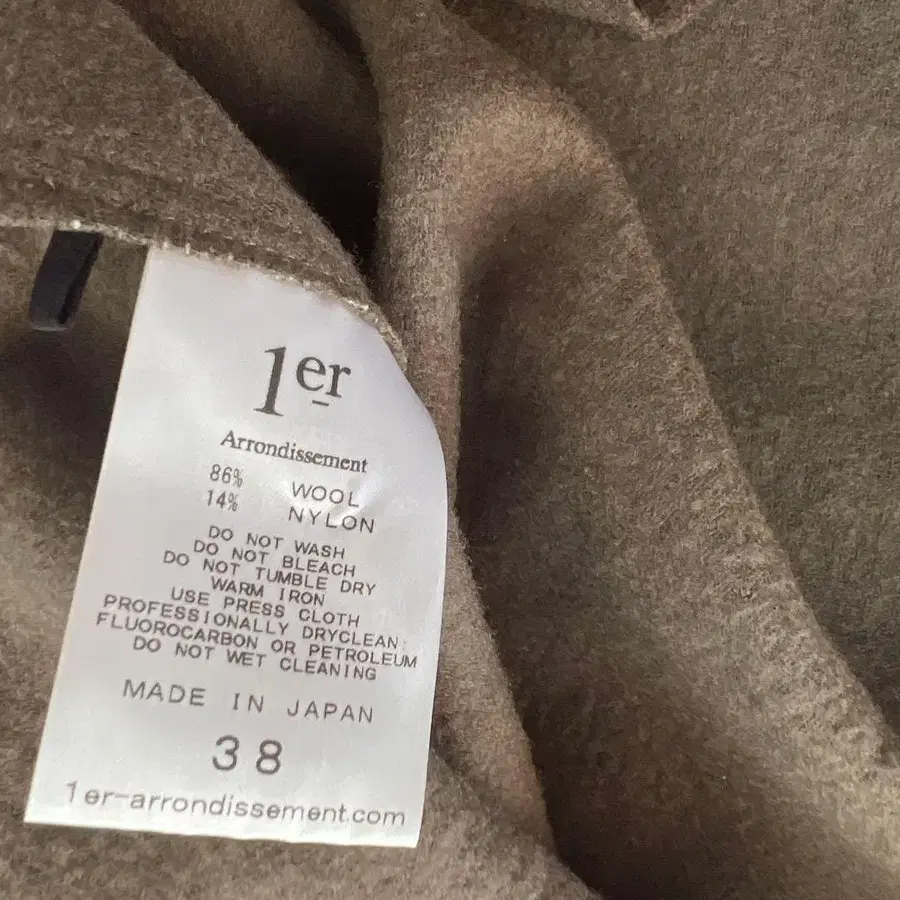 1er
Arrondissement
86% WOOL
14% NYLON
DO NOT WASH
DO NOT BLEACH
DO NOT TUMBLE DRY
WARM IRON
USE PRESS CLOTH
PROFESSIONALLY DRYCLEAN:
FLUOROCARBON OR PETROLEUM
DO NOT WET CLEANING
MADE IN JAPAN
38
1er-arrondissement.com